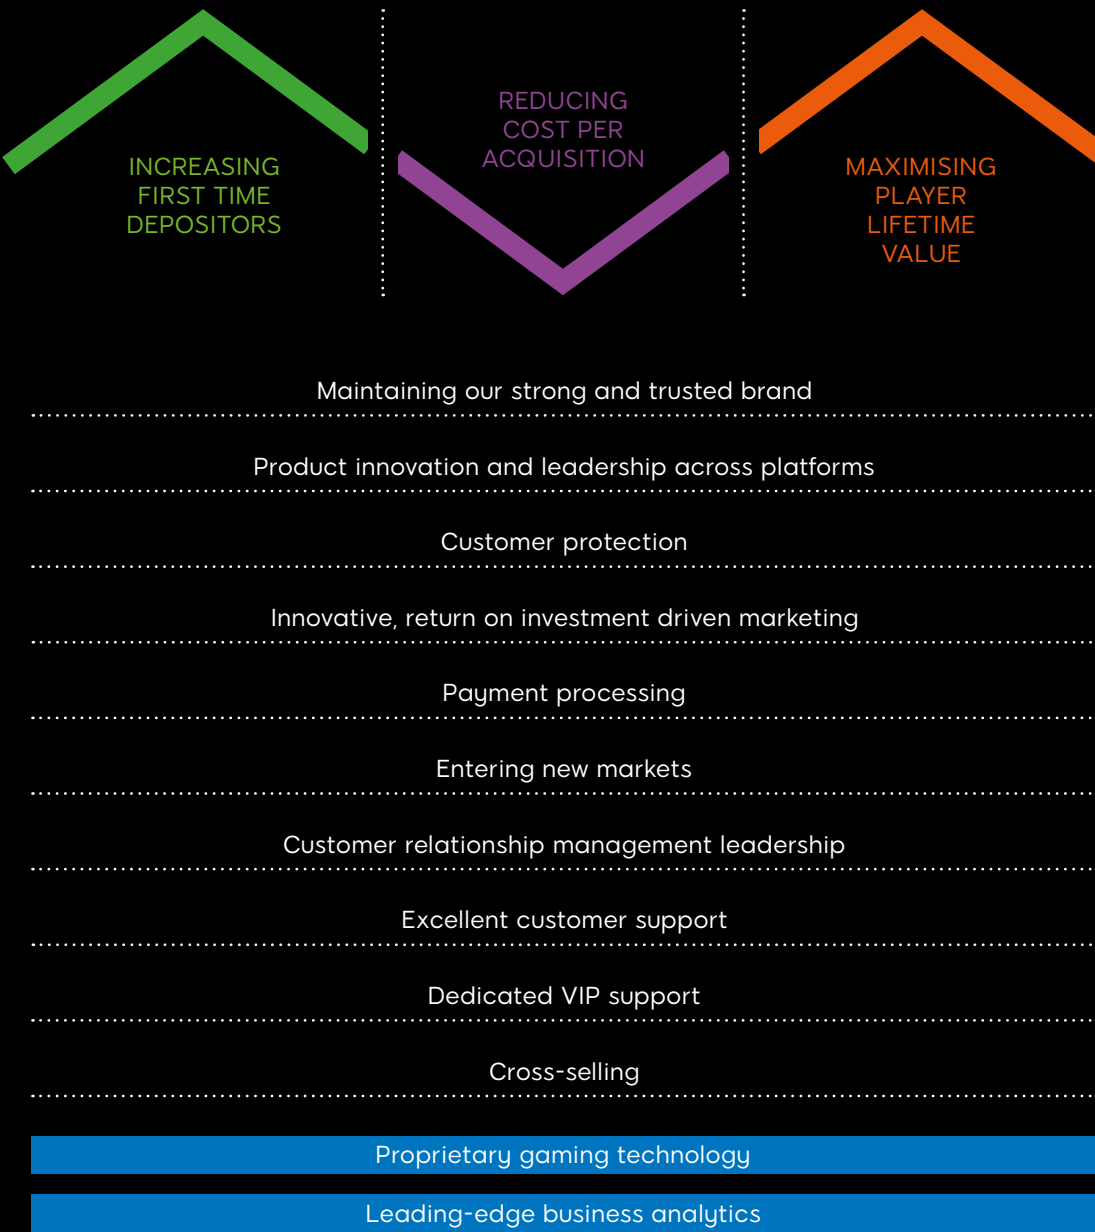 INCREASING
FIRST TIME
DEPOSITORS
REDUCING
COST PER
ACQUISITION
MAXIMISING
PLAYER
LIFETIME
VALUE
Maintaining our strong and trusted brand
Product innovation and leadership across platforms
Customer protection
Innovative, return on investment driven marketing
Payment processing
Entering new markets
Customer relationship management leadership
Excellent customer support
Dedicated VIP support
Cross-selling
Proprietary gaming technology
Leading-edge business analytics